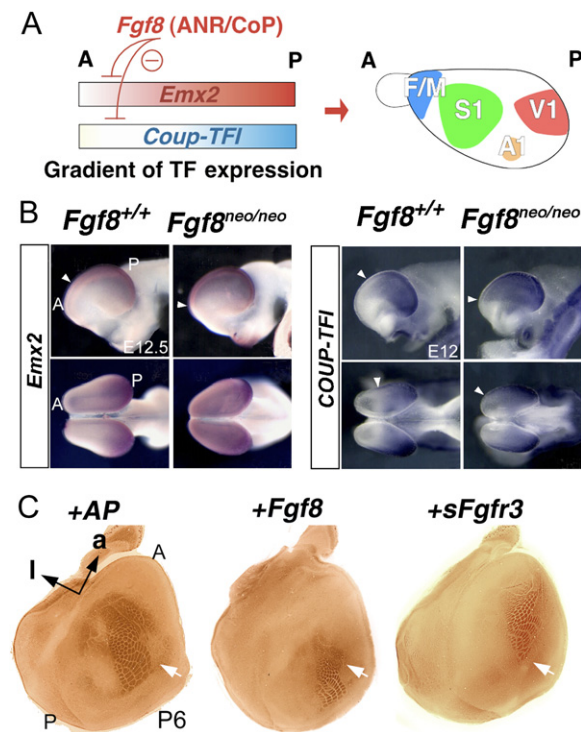 A
Fgf8 (ANR/CoP)
A
P
Emx2
Coup-TFI
Gradient of TF expression
A
P
F/M
S1
V1
A1
B
Fgf8+/+
Fgf8neo/neo
Fgf8+/+
Fgf8neo/neo
Emx2
P
A
E12.5
P
A
COUP-TFI
E12
C
+AP
+Fgf8
+sFgfr3
a
l
A
P
P6